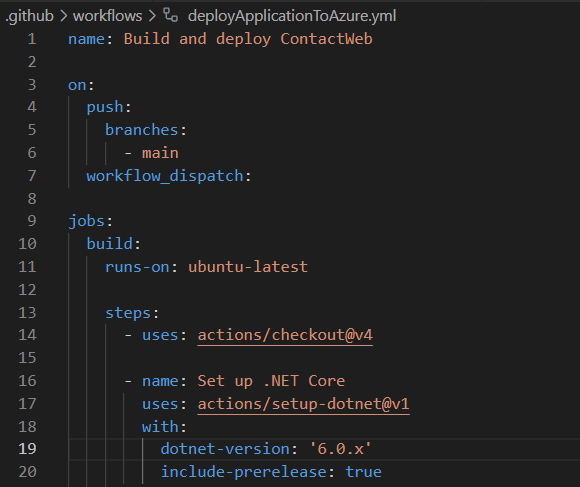 .github > workflows > deployApplicationToAzure.yml
1 name: Build and deploy ContactWeb
2
3 on:
4 push:
5 branches:
6 - main
7 workflow_dispatch:
8
9 jobs:
10 build:
11 runs-on: ubuntu-latest
12
13 steps:
14 - uses: actions/checkout@v4
15
16 - name: Set up .NET Core
17 uses: actions/setup-dotnet@v1
18 with:
19 dotnet-version: '6.0.x'
20 include-prerelease: true